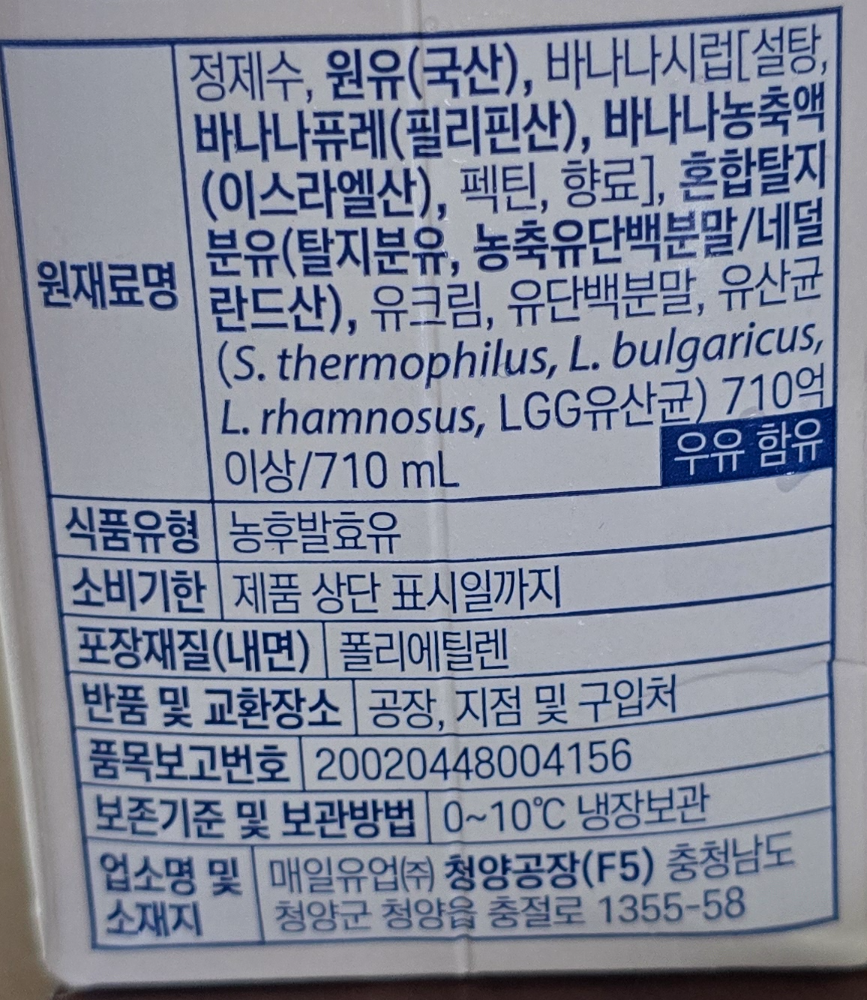 원재료명
정제수, 원유(국산), 바나나시럽[설탕,
바나나퓨레(필리핀산), 바나나농축액
(이스라엘산), 펙틴, 향료], 혼합탈지
분유(탈지분유, 농축유단백분말/네덜
란드산), 유크림, 유단백분말, 유산균
(S. thermophilus, L. bulgaricus,
L. rhamnosus, LGG유산균) 710억
이상/710 mL
우유 함유
식품유형 농후발효유
소비기한 제품 상단 표시일까지
포장재질(내면) 폴리에틸렌
반품 및 교환장소 공장, 지점 및 구입처
품목보고번호 20020448004156
보존기준 및 보관방법 0~10℃ 냉장보관
업소명 및
소재지
매일유업㈜ 청양공장(F5) 충청남도
청양군 청양읍 충절로 1355-58